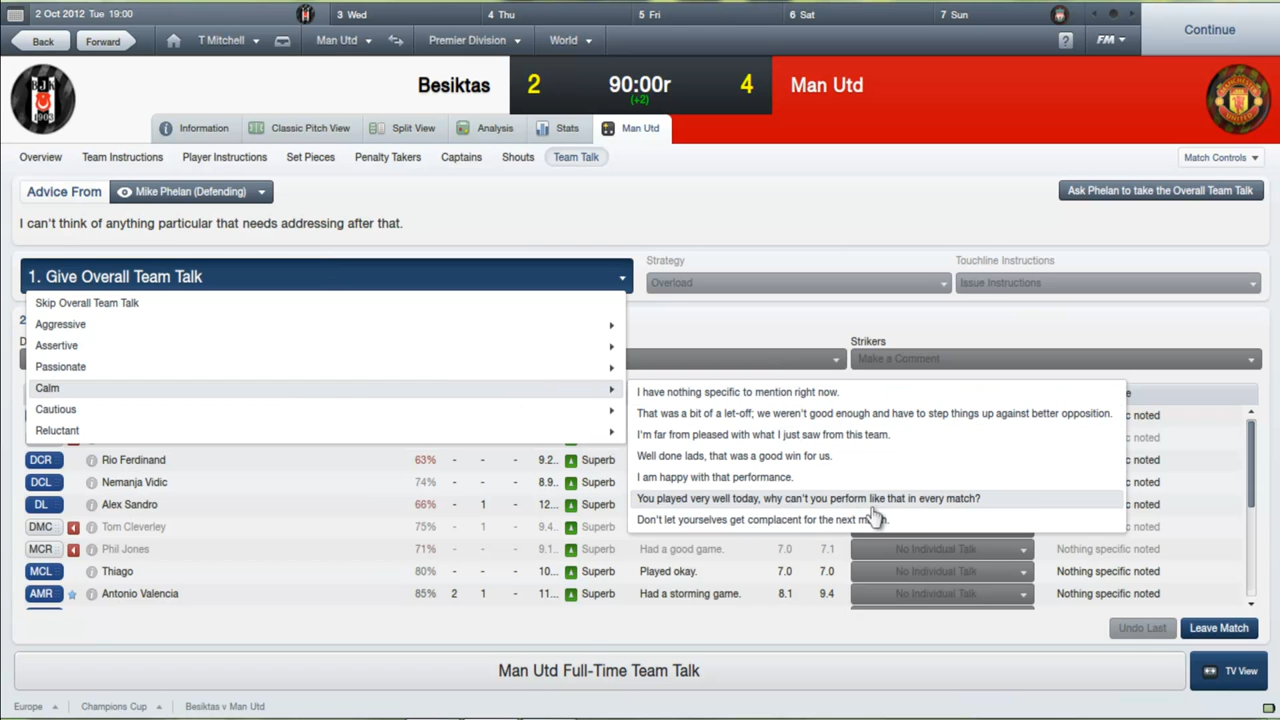 2 Oct 2012 Tue 19:00
3 Wed
4 Thu
5 Fri
6 Sat
7 Sun
Continue
Back
Forward
T Mitchell
Man Utd
Premier Division
World
?
FM
BJK
1903
Besiktas
2
90:00r
(+2)
4
Man Utd
Information
Classic Pitch View
Split View
Analysis
Stats
Man Utd
Overview
Team Instructions
Player Instructions
Set Pieces
Penalty Takers
Captains
Shouts
Team Talk
Match Controls
Advice From
Mike Phelan (Defending)
Ask Phelan to take the Overall Team Talk
I can't think of anything particular that needs addressing after that.
1. Give Overall Team Talk
Strategy
Touchline Instructions
Overload
Issue Instructions
Skip Overall Team Talk
Aggressive
Assertive
Passionate
Calm
Cautious
Reluctant
Strikers
Make a Comment
I have nothing specific to mention right now.
That was a bit of a let-off; we weren't good enough and have to step things up against better opposition.
I'm far from pleased with what I just saw from this team.
Well done lads, that was a good win for us.
I am happy with that performance.
You played very well today, why can't you perform like that in every match?
Don't let yourselves get complacent for the next
DCR Rio Ferdinand 63% - - - 9.2.. Superb
DCL Nemanja Vidic 74% - - - 8.9.. Superb
DL Alex Sandro 66% - 1 - 12... Superb
DMC Tom Cleverley 75% - 1 - 9.4.. Superb
MCR Phil Jones 71% - - - 9.1.. Superb Had a good game. 7.0 7.1 No Individual Talk Nothing specific noted
MCL Thiago 80% - - - 10... Superb Played okay. 7.0 7.0 No Individual Talk Nothing specific noted
AMR Antonio Valencia 85% 2 1 - 11... Superb Had a storming game. 8.1 9.4 No Individual Talk Nothing specific noted
Undo Last
Leave Match
Man Utd Full-Time Team Talk
TV View
Europe
Champions Cup
Besiktas v Man Utd